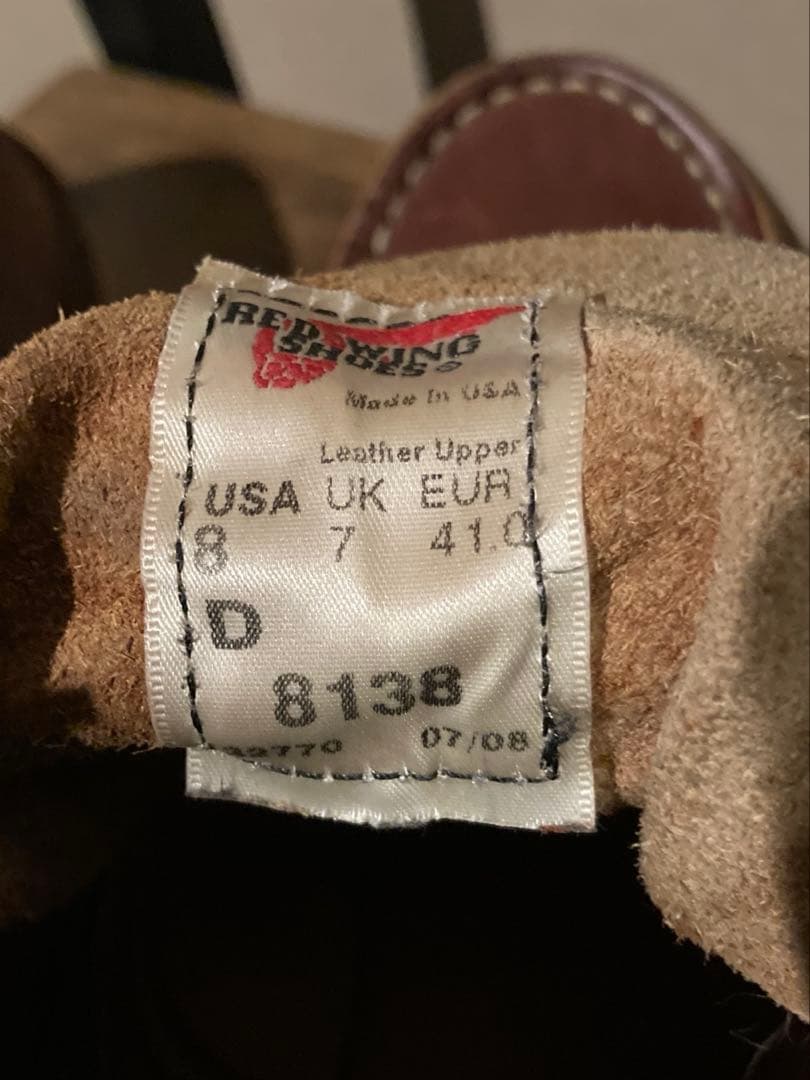 RED WING
SHOES®
Made in USA
Leather Upper
USA UK EUR
8 7 41.0
D
8138
07/08